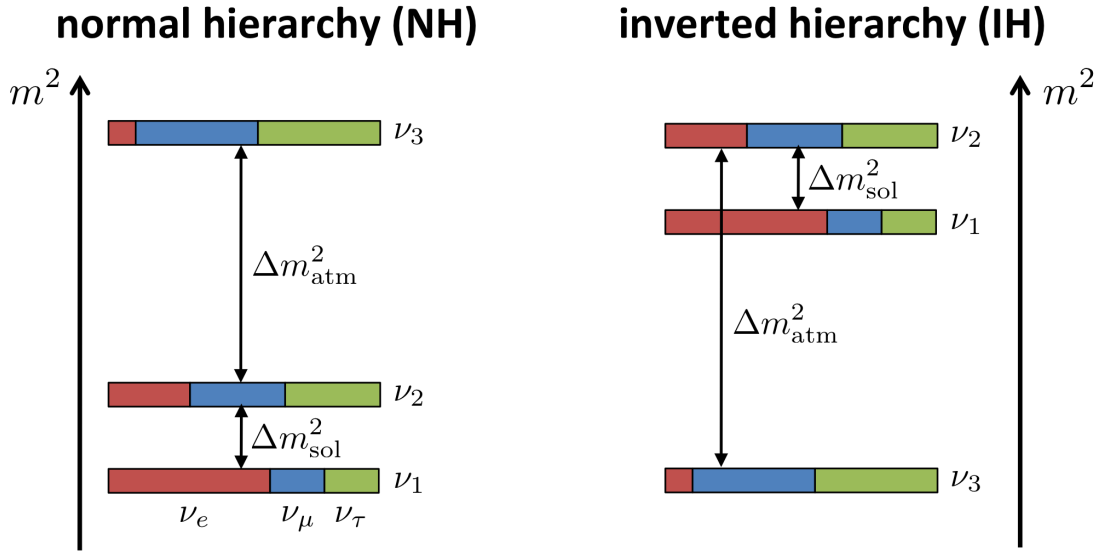 normal hierarchy (NH)
m²
ν₃
Δm²atm
ν₂
Δm²sol
ν₁
νe νμ ντ
inverted hierarchy (IH)
m²
ν₂
Δm²sol
ν₁
Δm²atm
ν₃